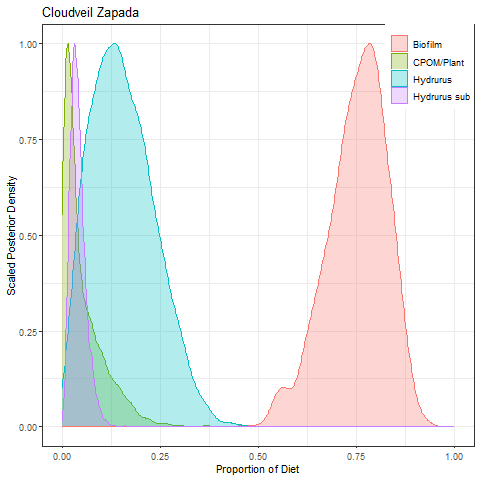 Cloudveil Zapada
Biofilm
CPOM/Plant
Hydrurus
Hydrurus sub
1.00
0.75
0.50
0.25
0.00
Scaled Posterior Density
0.00 0.25 0.50 0.75 1.00
Proportion of Diet